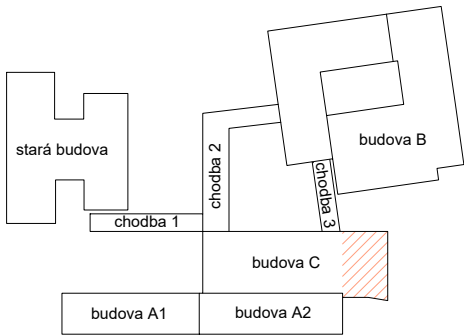 stará budova
budova B
chodba 2
chodba 3
chodba 1
budova C
budova A1
budova A2